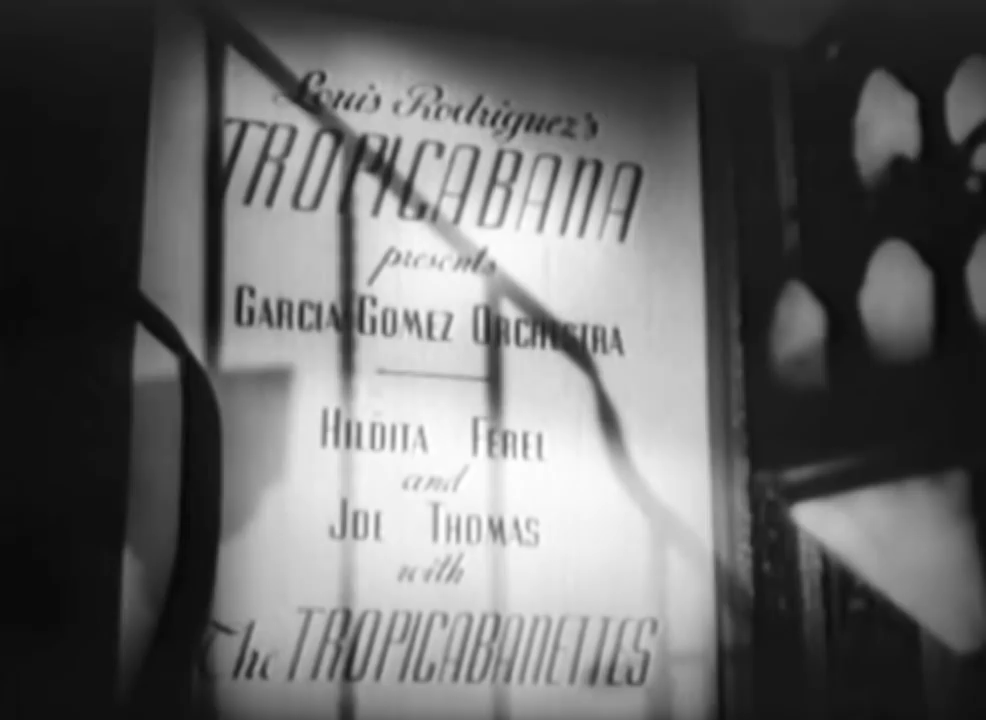 Louis Rodriguez's
TROPICABANA
presents
GARCIA GOMEZ ORCHESTRA
HILDITA FEREL
and
JOE THOMAS
with
The TROPICABANETTES